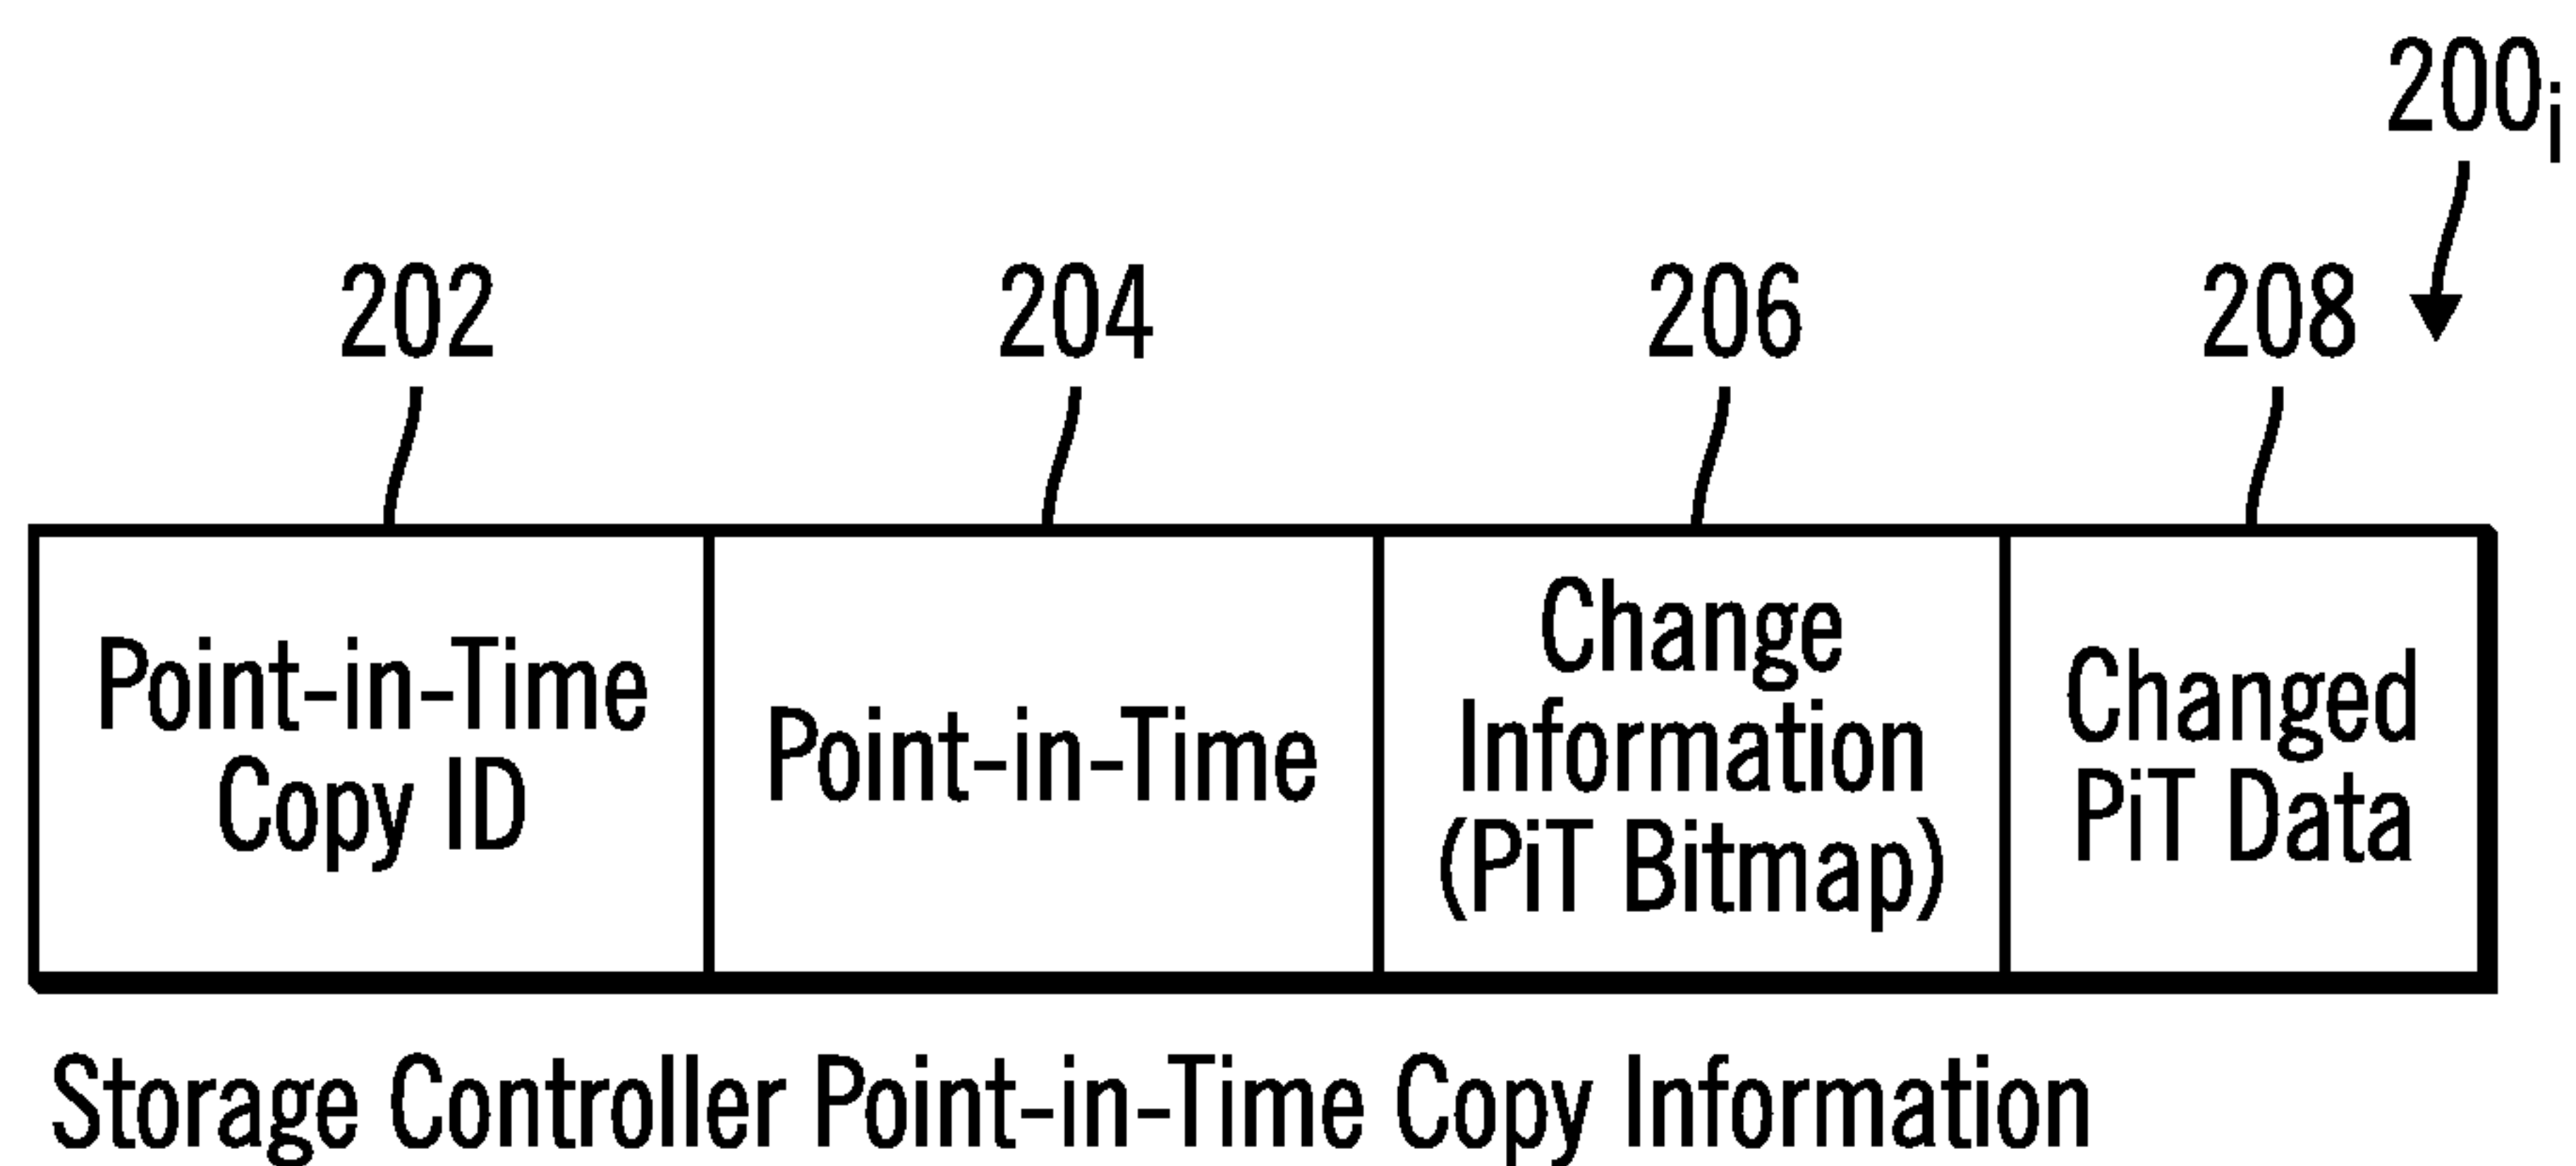 200i
202
204
206
208
Point-in-Time
Copy ID
Point-in-Time
Change
Information
(PiT Bitmap)
Changed
PiT Data
Storage Controller Point-in-Time Copy Information